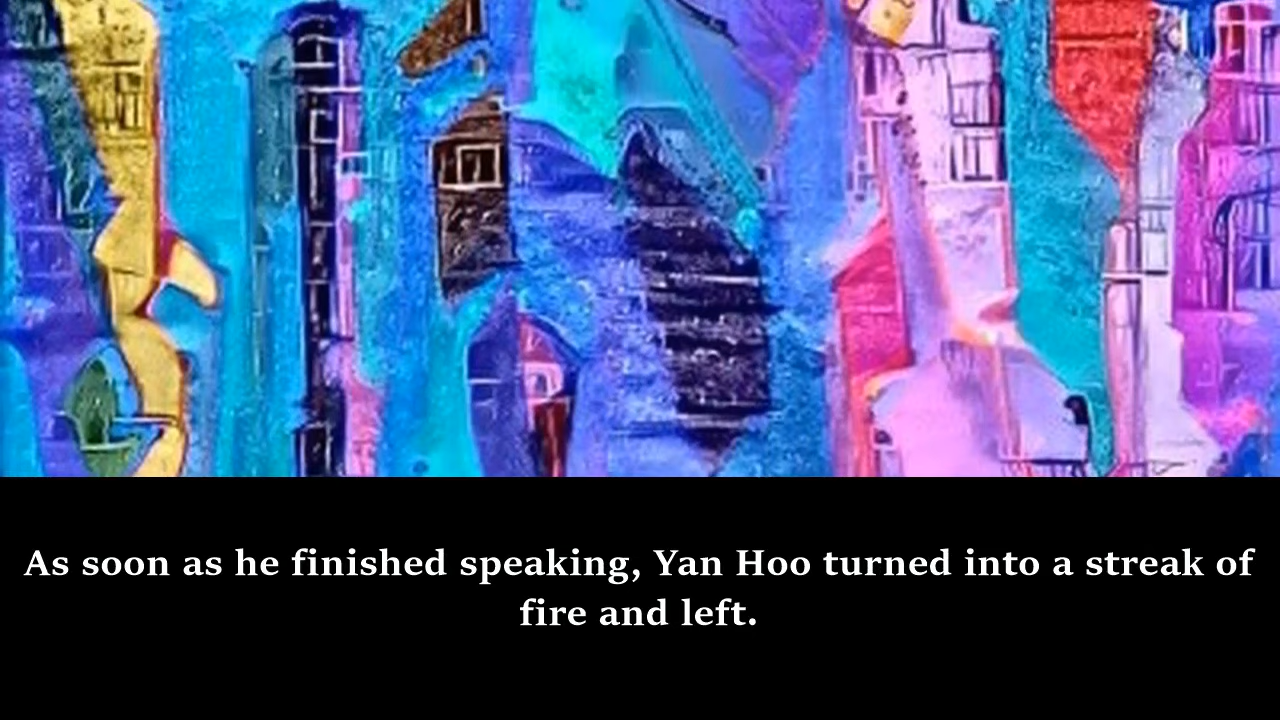 As soon as he finished speaking, Yan Hoo turned into a streak of
fire and left.